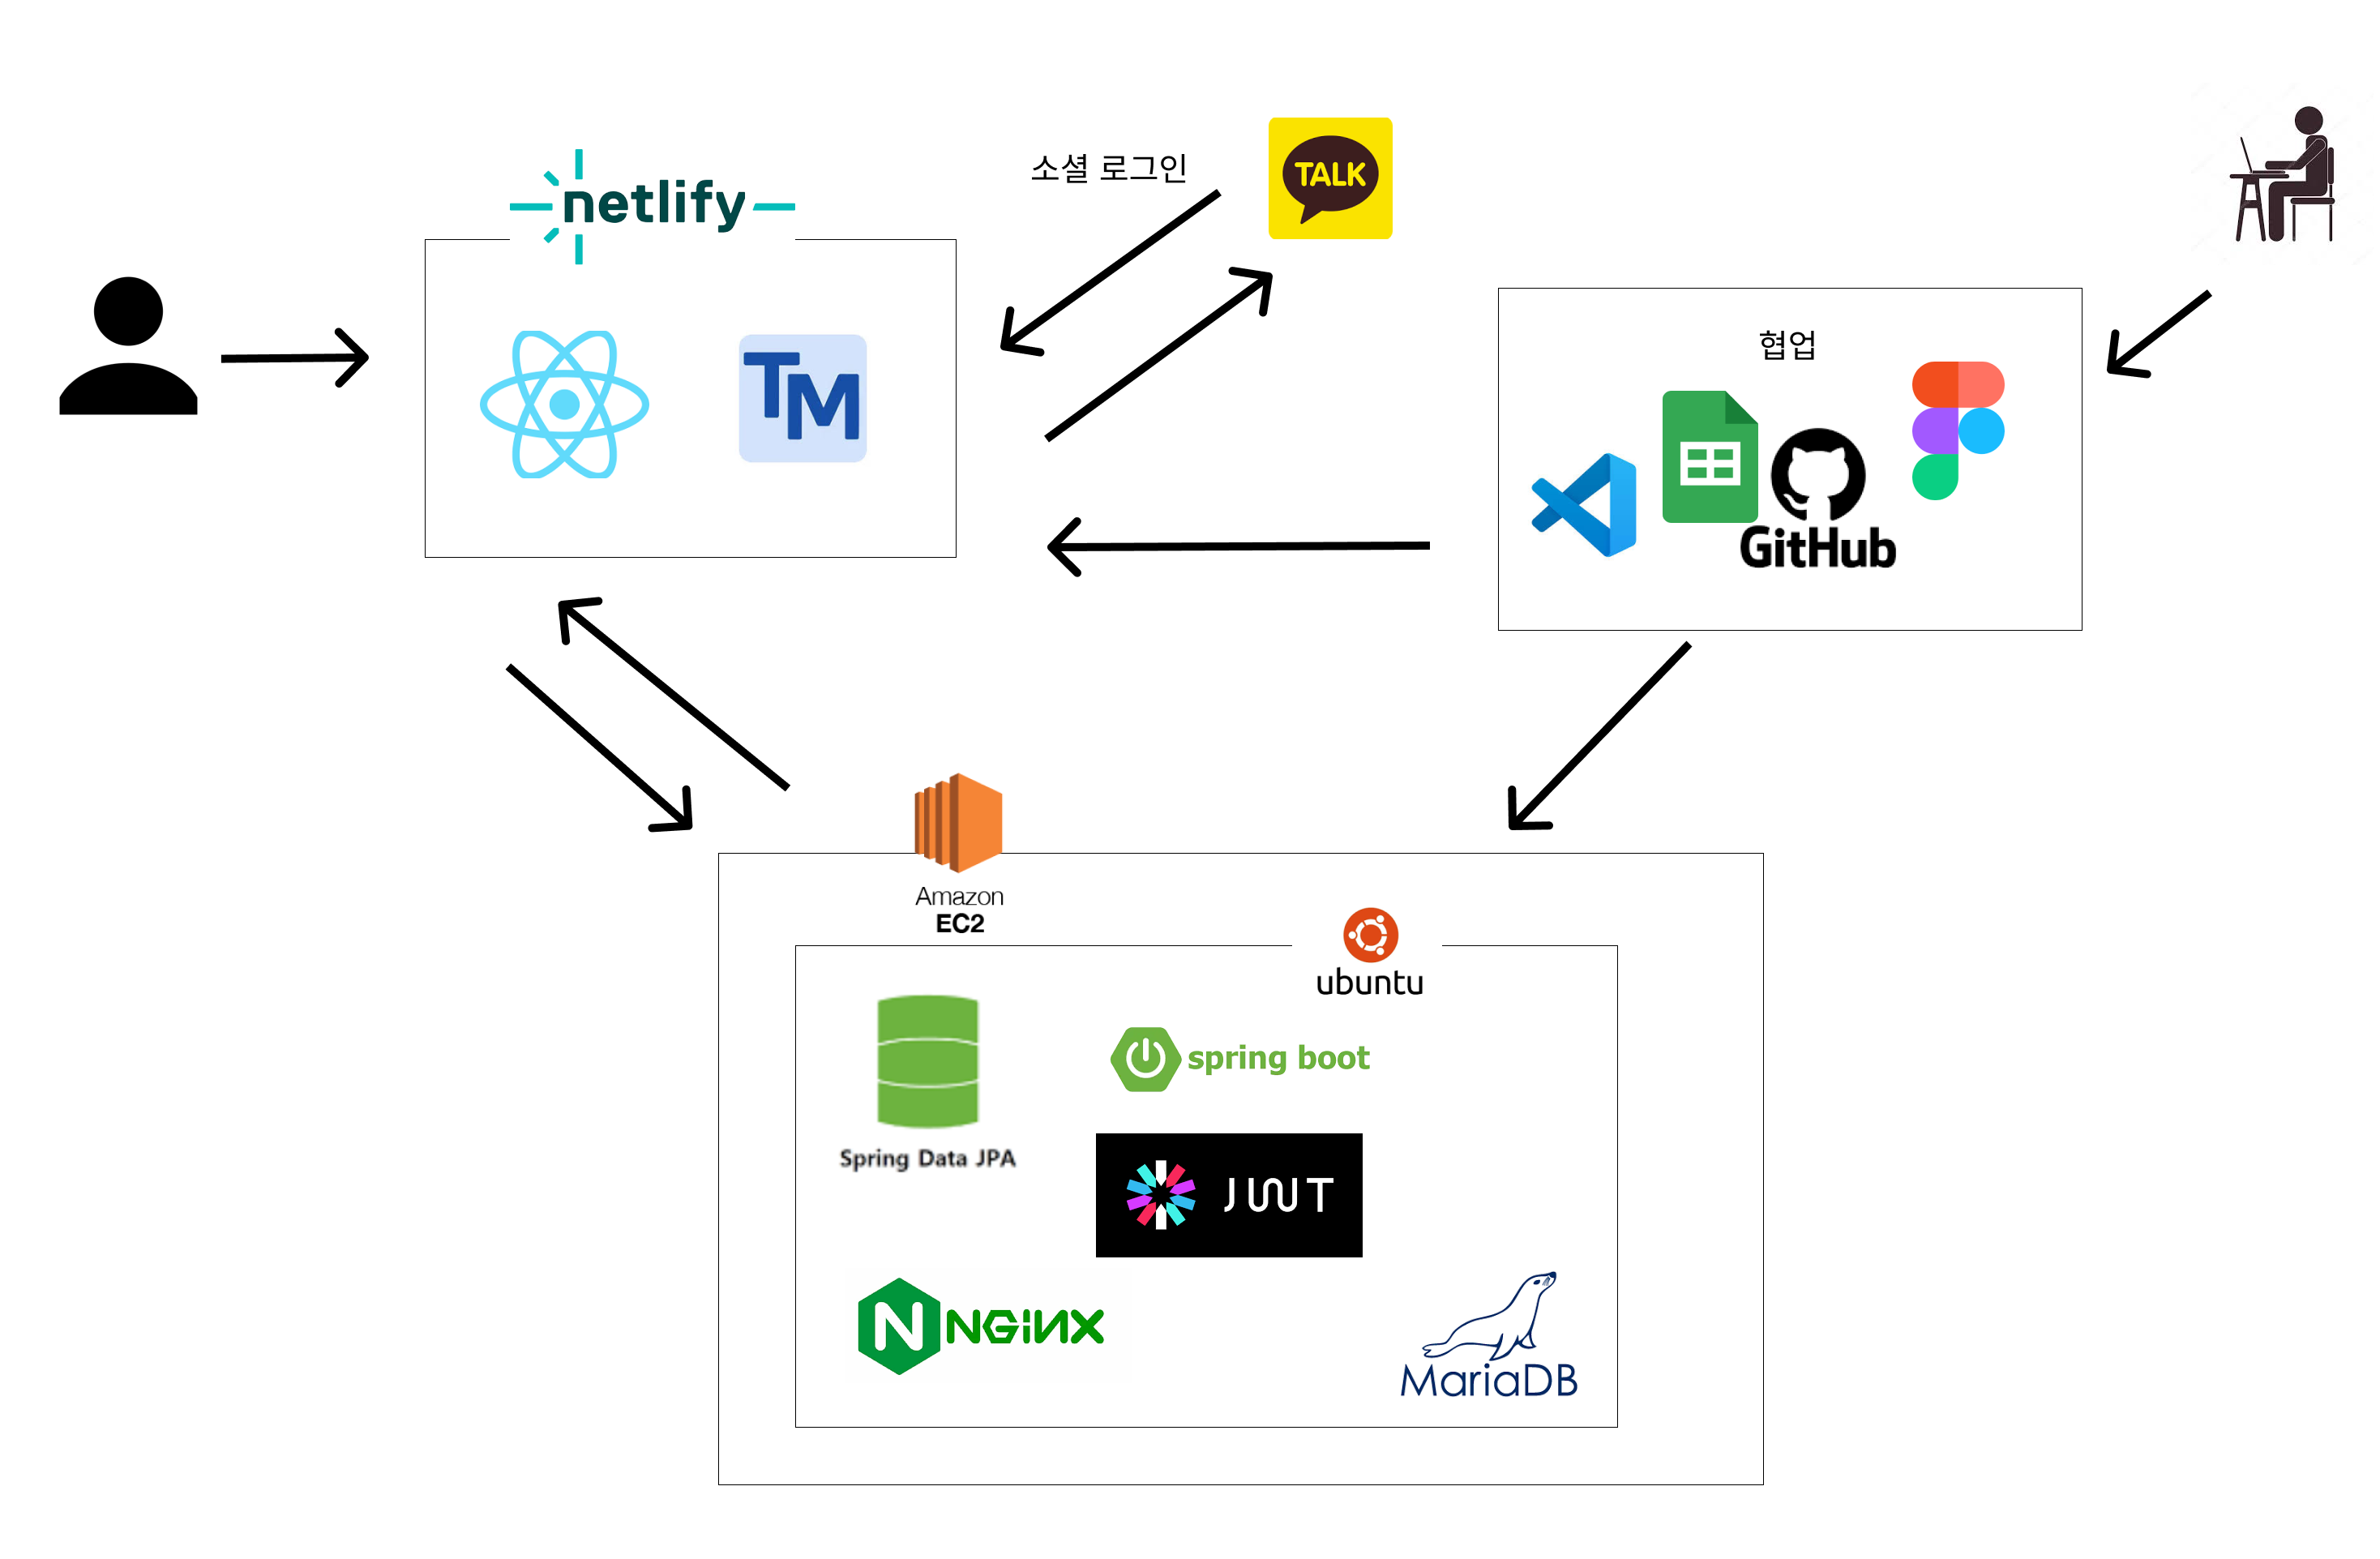 netlify
소셜 로그인
TALK
TM
협업
GitHub
Amazon
EC2
ubuntu
Spring Data JPA
spring boot
JWT
N NGINX
MariaDB